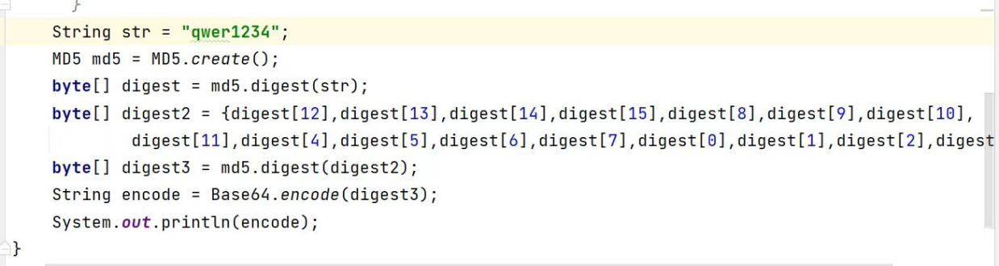 }
String str = "qwer1234";
MD5 md5 = MD5.create();
byte[] digest = md5.digest(str);
byte[] digest2 = {digest[12],digest[13],digest[14],digest[15],digest[8],digest[9],digest[10],
digest[11],digest[4],digest[5],digest[6],digest[7],digest[0],digest[1],digest[2],digest
byte[] digest3 = md5.digest(digest2);
String encode = Base64.encode(digest3);
System.out.println(encode);
}